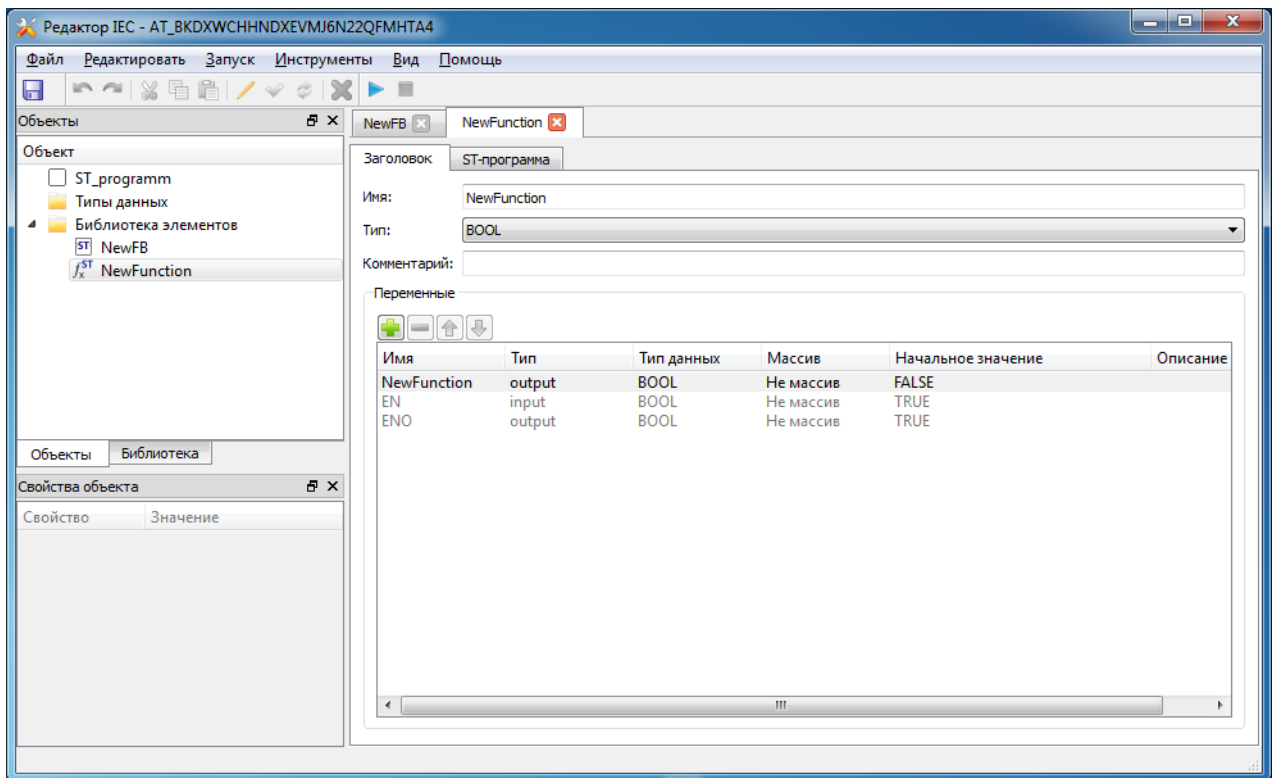 Редактор IEC - AT_BKDXWCHHNDXEVMJ6N22QFMHTA4
Файл Редактировать Запуск Инструменты Вид Помощь
Объекты
Объект
ST_programm
Типы данных
Библиотека элементов
ST NewFB
fxST NewFunction
Объекты Библиотека
Свойства объекта
Свойство Значение
NewFB NewFunction
Заголовок ST-программа
Имя: NewFunction
Тип: BOOL
Комментарий:
Переменные
Имя Тип Тип данных Массив Начальное значение Описание
NewFunction output BOOL Не массив FALSE
EN input BOOL Не массив TRUE
ENO output BOOL Не массив TRUE